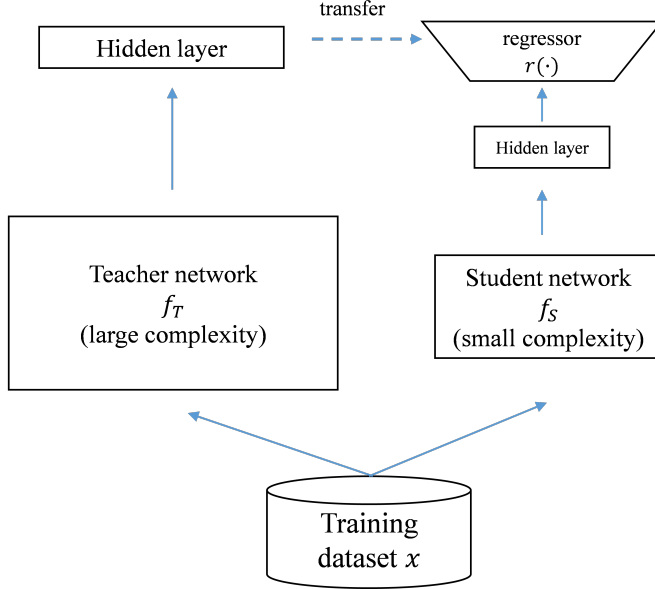 transfer
Hidden layer
regressor
r(·)
Hidden layer
Teacher network
f_T
(large complexity)
Student network
f_S
(small complexity)
Training
dataset x